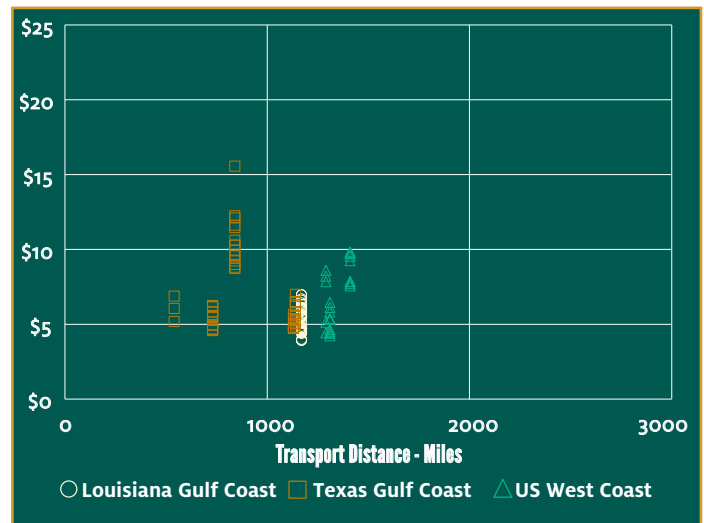 $25
$20
$15
$10
$5
$0
0 1000 2000 3000
Transport Distance - Miles
Louisiana Gulf Coast Texas Gulf Coast US West Coast